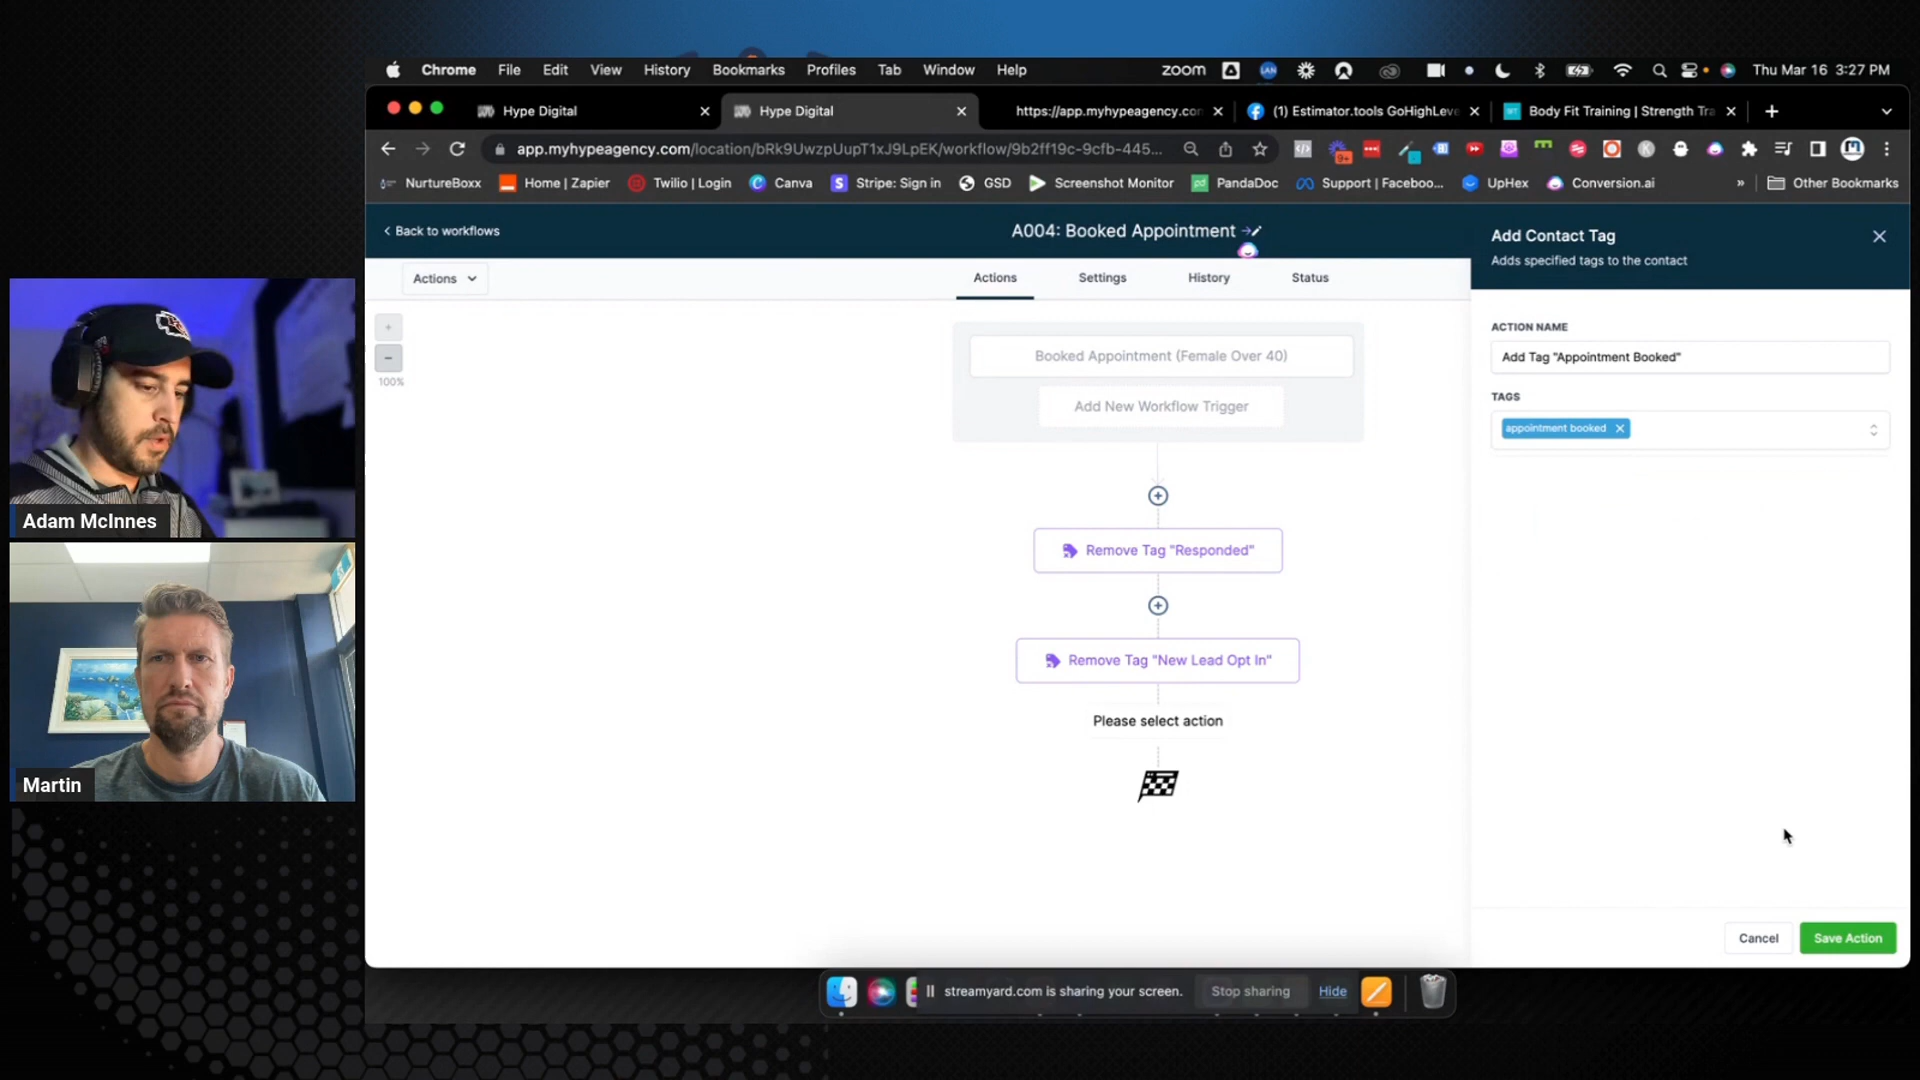 Chrome File Edit View History Bookmarks Profiles Tab Window Help zoom LAN Thu Mar 16 3:27 PM
Hype Digital
Hype Digital
https://app.myhypeagency.con
(1) Estimator.tools GoHighLeve
Body Fit Training | Strength Tra
app.myhypeagency.com/location/bRk9UwzpUupT1xJ9LpEK/workflow/9b2ff19c-9cfb-445...
9+
NurtureBoxx Home | Zapier Twilio | Login Canva Stripe: Sign in GSD Screenshot Monitor PandaDoc Support | Faceboo... UpHex Conversion.ai » Other Bookmarks
Back to workflows
A004: Booked Appointment
Add Contact Tag
Adds specified tags to the contact
Actions
Actions Settings History Status
100%
Booked Appointment (Female Over 40)
Add New Workflow Trigger
Remove Tag "Responded"
Remove Tag "New Lead Opt In"
Please select action
ACTION NAME
Add Tag "Appointment Booked"
TAGS
appointment booked
Cancel
Save Action
Adam McInnes
Martin
streamyard.com is sharing your screen. Stop sharing Hide